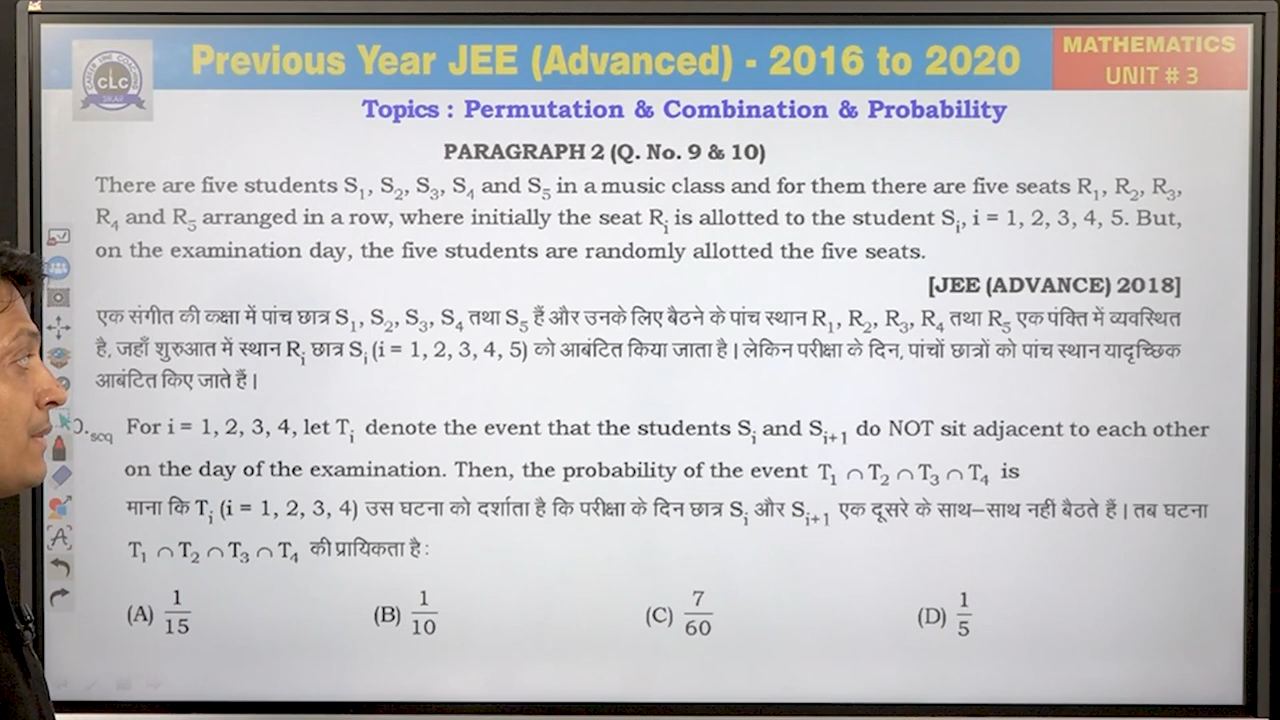 CAREER LINE COACHING
CLC
SIKAR
Previous Year JEE (Advanced) - 2016 to 2020
MATHEMATICS
UNIT # 3
Topics : Permutation & Combination & Probability
PARAGRAPH 2 (Q. No. 9 & 10)
There are five students S₁, S₂, S₃, S₄ and S₅ in a music class and for them there are five seats R₁, R₂, R₃,
R₄ and R₅ arranged in a row, where initially the seat Rᵢ is allotted to the student Sᵢ, i = 1, 2, 3, 4, 5. But,
on the examination day, the five students are randomly allotted the five seats.
[JEE (ADVANCE) 2018]
एक संगीत की कक्षा में पांच छात्र S₁, S₂, S₃, S₄ तथा S₅ हैं और उनके लिए बैठने के पांच स्थान R₁, R₂, R₃, R₄ तथा R₅ एक पंक्ति में व्यवस्थित
है, जहाँ शुरुआत में स्थान Rᵢ छात्र Sᵢ (i = 1, 2, 3, 4, 5) को आबंटित किया जाता है। लेकिन परीक्षा के दिन, पांचों छात्रों को पांच स्थान यादृच्छिक
आबंटित किए जाते हैं।
0. scq For i = 1, 2, 3, 4, let Tᵢ denote the event that the students Sᵢ and Sᵢ₊₁ do NOT sit adjacent to each other
on the day of the examination. Then, the probability of the event T₁ ∩ T₂ ∩ T₃ ∩ T₄ is
माना कि Tᵢ (i = 1, 2, 3, 4) उस घटना को दर्शाता है कि परीक्षा के दिन छात्र Sᵢ और Sᵢ₊₁ एक दूसरे के साथ-साथ नहीं बैठते हैं। तब घटना
T₁ ∩ T₂ ∩ T₃ ∩ T₄ की प्रायिकता है :
(A) 1/15 (B) 1/10 (C) 7/60 (D) 1/5